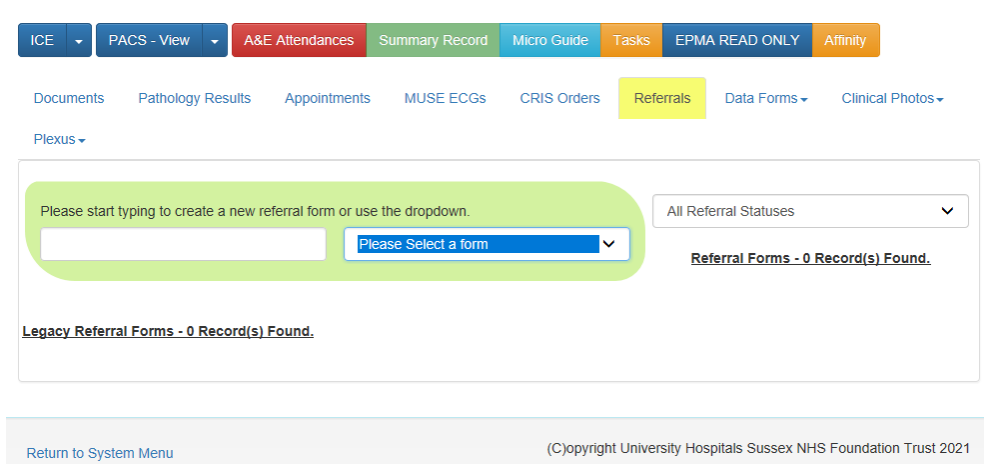 ICE PACS - View A&E Attendances Summary Record Micro Guide Tasks EPMA READ ONLY Affinity
Documents Pathology Results Appointments MUSE ECGs CRIS Orders Referrals Data Forms Clinical Photos
Plexus
Please start typing to create a new referral form or use the dropdown.
All Referral Statuses
Please Select a form
Referral Forms - 0 Record(s) Found.
Legacy Referral Forms - 0 Record(s) Found.
Return to System Menu
(C)opyright University Hospitals Sussex NHS Foundation Trust 2021